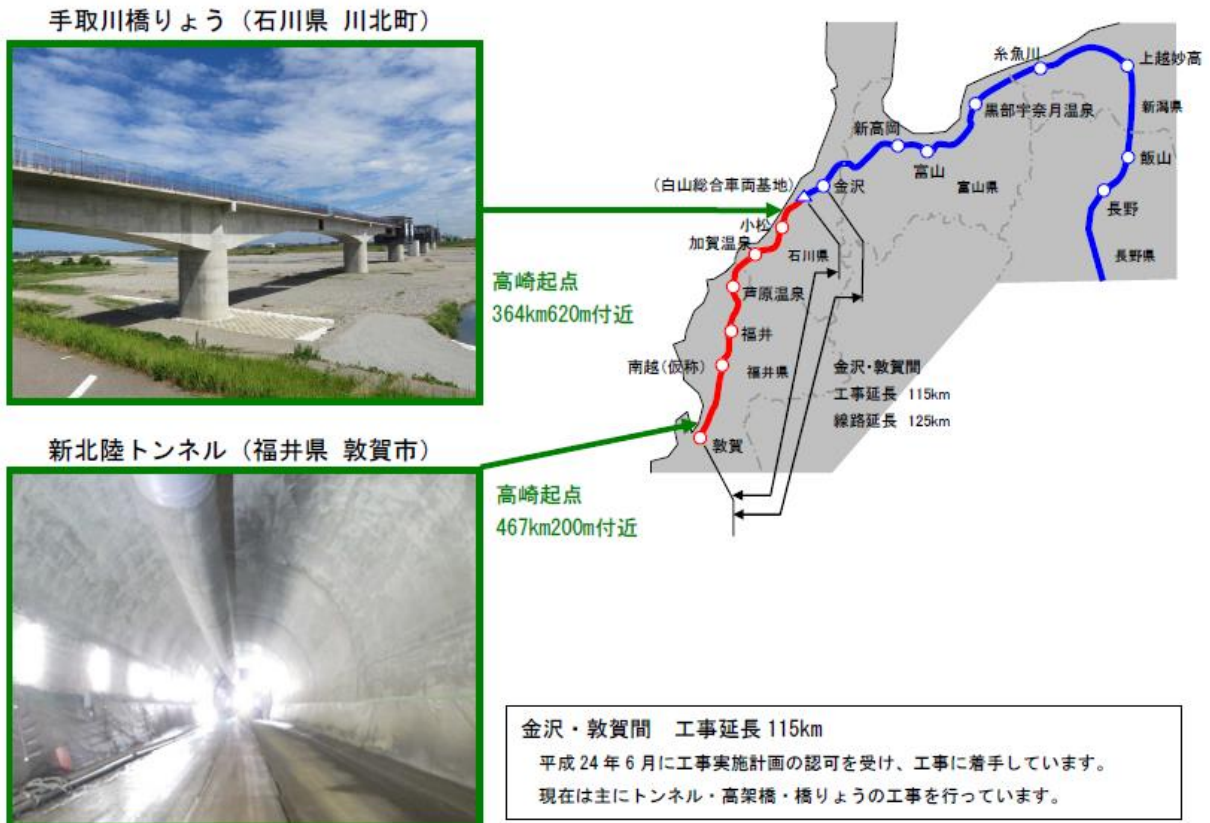 手取川橋りょう（石川県 川北町）
高崎起点
364km620m付近
新北陸トンネル（福井県 敦賀市）
高崎起点
467km200m付近
糸魚川
上越妙高
黒部宇奈月温泉
新潟県
新高岡
富山
飯山
（白山総合車両基地）
金沢
富山県
長野
小松
加賀温泉
石川県
長野県
芦原温泉
福井
南越(仮称)
福井県
金沢・敦賀間
工事延長 115km
線路延長 125km
敦賀
金沢・敦賀間 工事延長 115km
平成 24 年 6 月に工事実施計画の認可を受け、工事に着手しています。
現在は主にトンネル・高架橋・橋りょうの工事を行っています。